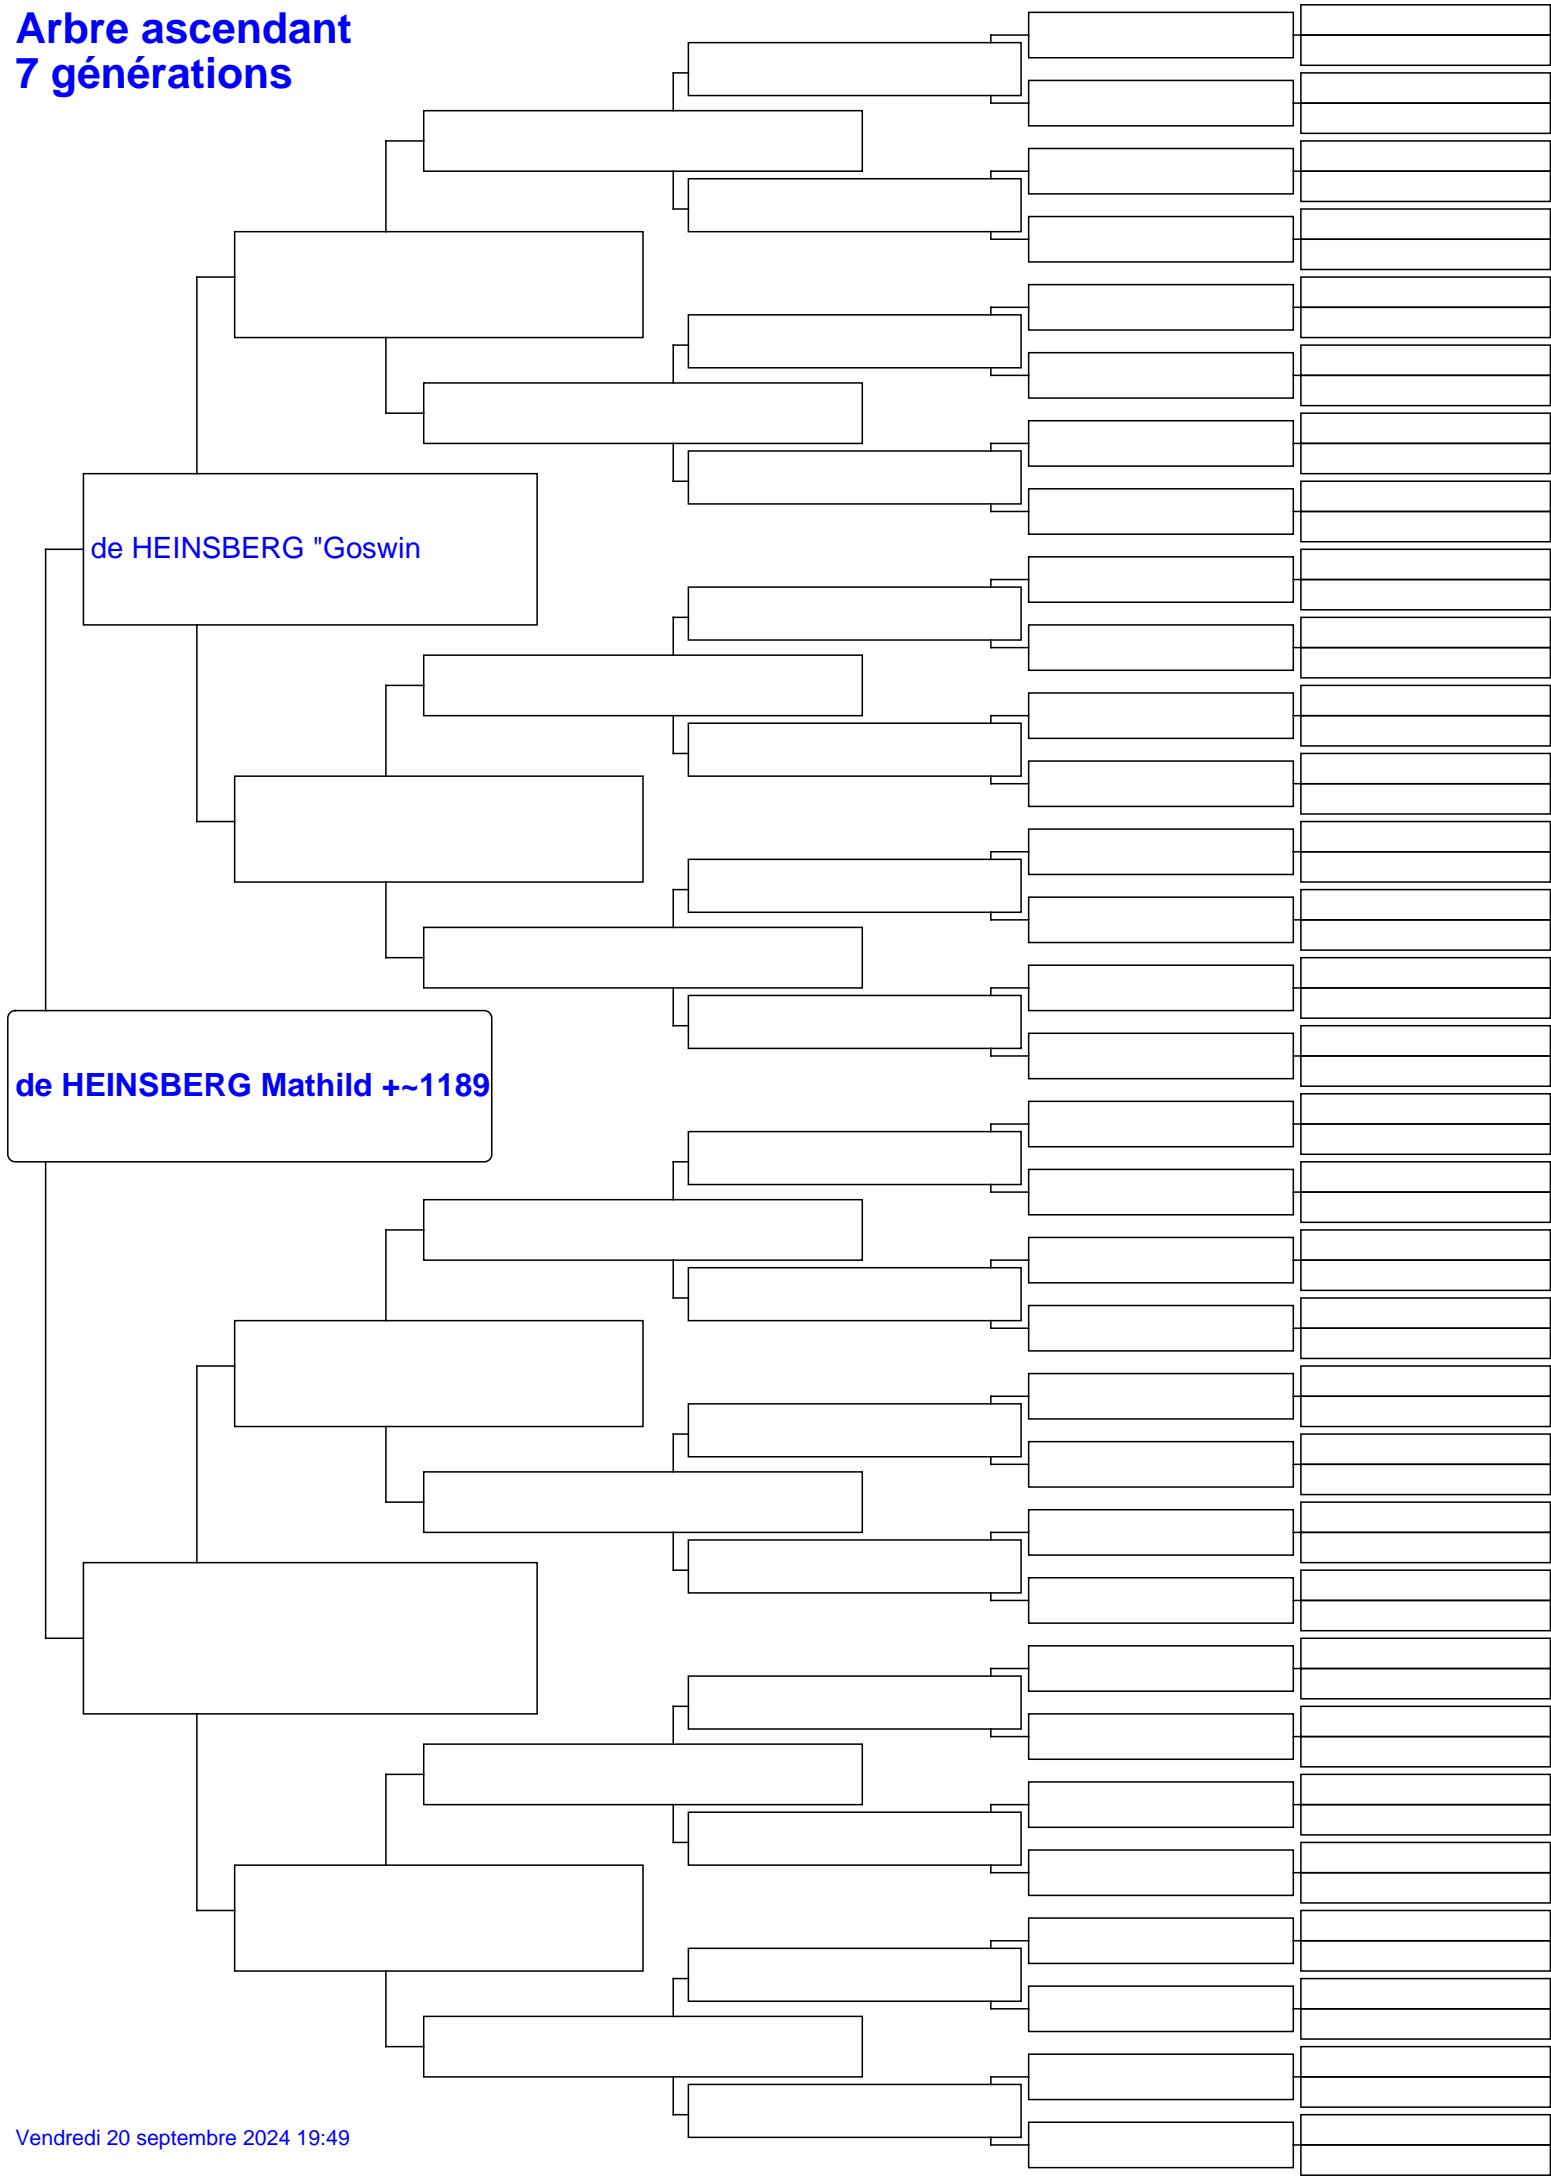 Arbre ascendant
7 générations
de HEINSBERG "Goswin
de HEINSBERG Mathild +~1189
Vendredi 20 septembre 2024 19:49